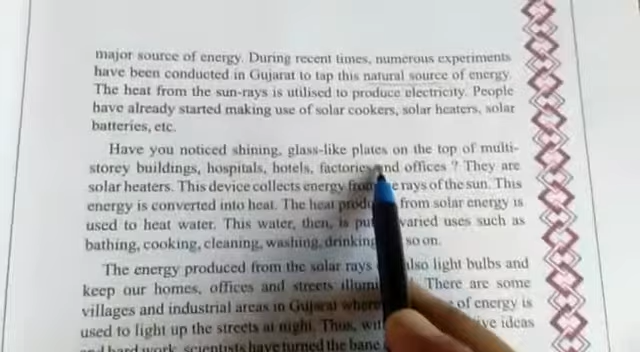 major source of energy. During recent times, numerous experiments
have been conducted in Gujarat to tap this natural source of energy.
The heat from the sun-rays is utilised to produce electricity. People
have already started making use of solar cookers, solar heaters, solar
batteries, etc.
Have you noticed shining, glass-like plates on the top of multi-
storey buildings, hospitals, hotels, factories and offices ? They are
solar heaters. This device collects energy from rays of the sun. This
energy is converted into heat. The heat from solar energy is
used to heat water. This water, then, is put varied uses such as
bathing, cooking, cleaning, washing, drinking so on.
The energy produced from the solar rays also light bulbs and
keep our homes, offices and streets There are some
villages and industrial areas in Gujarat where of energy is
used to light up the streets at night. Thus, ideas
and hard work, scientists have turned the bane